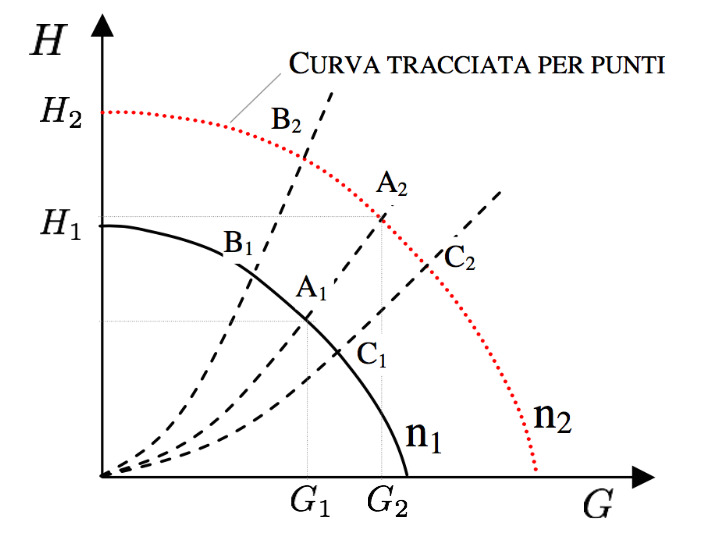 H
CURVA TRACCIATA PER PUNTI
H₂
B₂
A₂
H₁
B₁
C₂
A₁
C₁
n₂
n₁
G₁
G₂
G